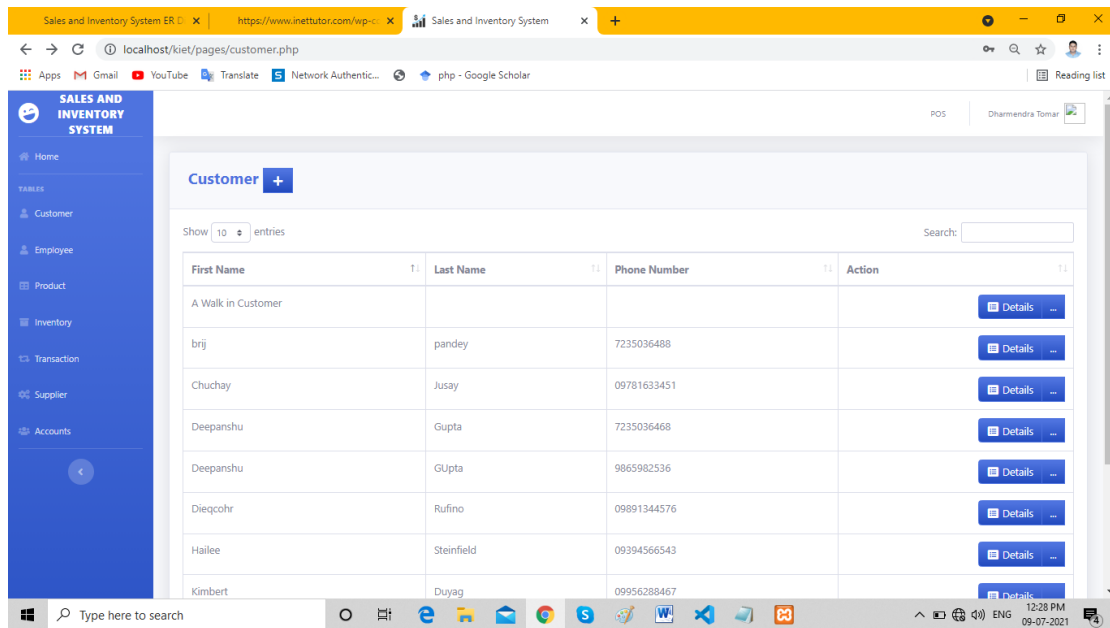 Sales and Inventory System ER D
https://www.inettutor.com/wp-co
Sales and Inventory System
localhost/kiet/pages/customer.php
Apps
Gmail
YouTube
Translate
Network Authentic...
php - Google Scholar
Reading list
SALES AND
INVENTORY
SYSTEM
POS
Dharmendra Tomar
Home
TABLES
Customer
Employee
Product
Inventory
Transaction
Supplier
Accounts
Customer +
Show 10 entries
Search:
First Name Last Name Phone Number Action
A Walk in Customer Details ...
brij pandey 7235036488 Details ...
Chuchay Jusay 09781633451 Details ...
Deepanshu Gupta 7235036468 Details ...
Deepanshu GUpta 9865982536 Details ...
Dieqcohr Rufino 09891344576 Details ...
Hailee Steinfield 09394566543 Details ...
Kimbert Duyag 09956288467 Details
Type here to search
ENG
12:28 PM
09-07-2021
4